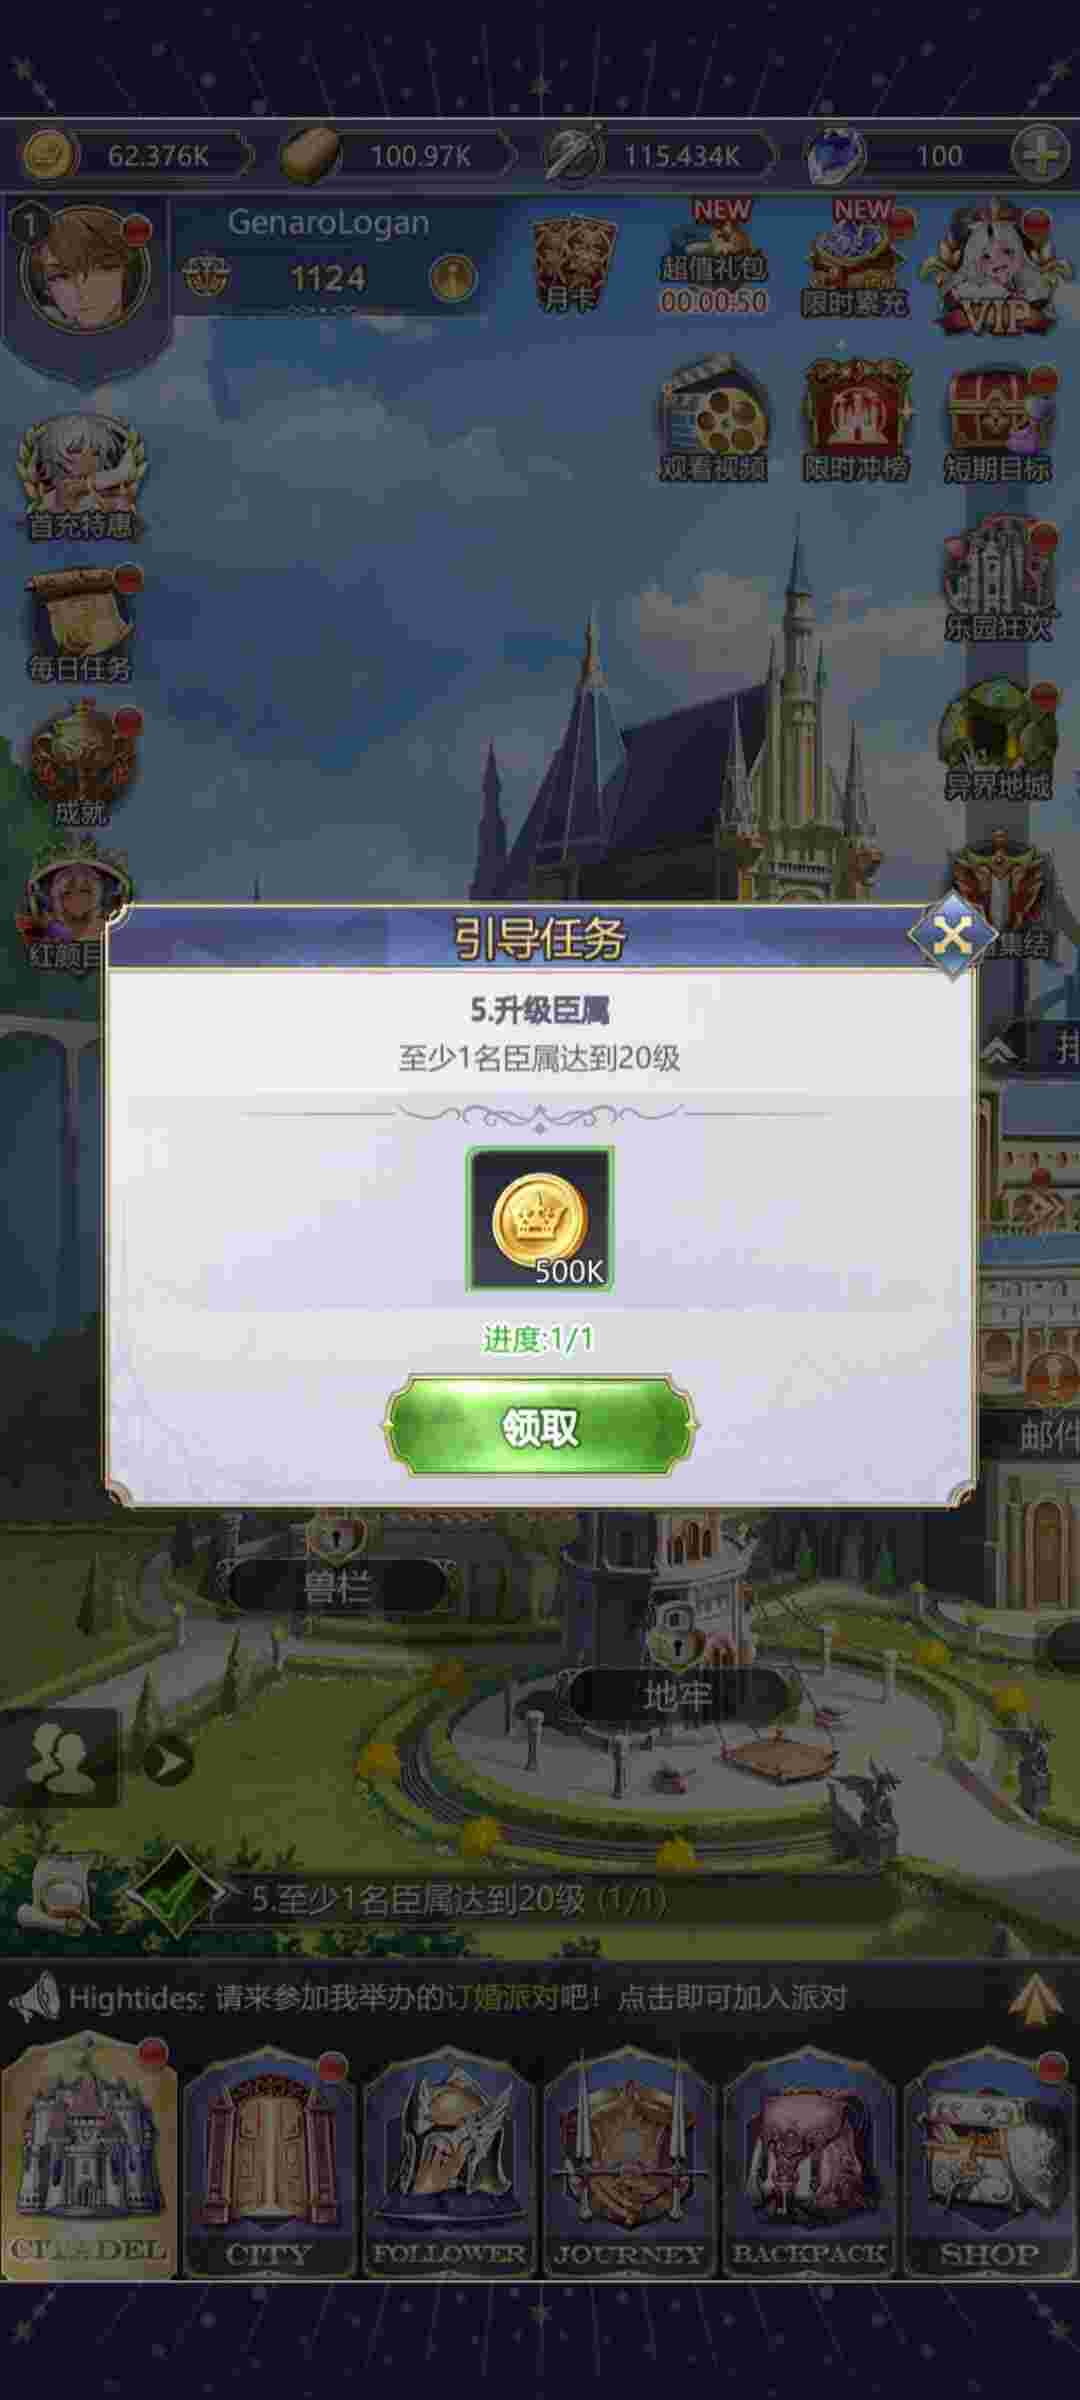 62.376K
100.97K
115.434K
100
1
GenaroLogan
1124
月卡
NEW
超值礼包
00:00:50
NEW
限时累充
VIP
观看视频
限时冲榜
短期目标
首充特惠
每日任务
成就
乐园狂欢
异界地城
集结
引导任务
5.升级臣属
至少1名臣属达到20级
500K
进度:1/1
领取
邮件
兽栏
地牢
5.至少1名臣属达到20级 (1/1)
Hightides: 请来参加我举办的订婚派对吧！点击即可加入派对
CITADEL
CITY
FOLLOWER
JOURNEY
BACKPACK
SHOP